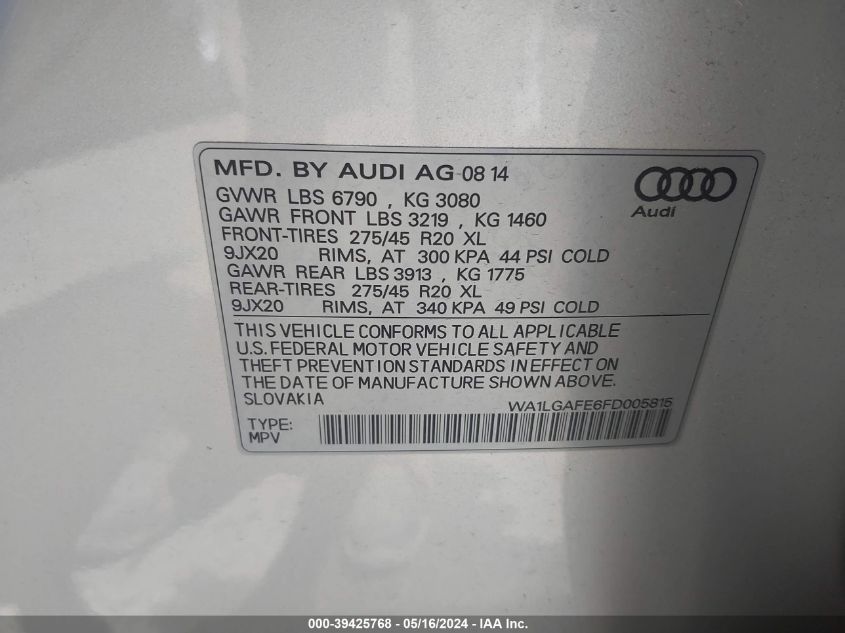 MFD. BY AUDI AG 08 14
GVWR LBS 6790 , KG 3080
GAWR FRONT LBS 3219 , KG 1460
FRONT-TIRES 275/45 R20 XL
9JX20 RIMS, AT 300 KPA 44 PSI COLD
GAWR REAR LBS 3913 , KG 1775
REAR-TIRES 275/45 R20 XL
9JX20 RIMS, AT 340 KPA 49 PSI COLD
Audi
THIS VEHICLE CONFORMS TO ALL APPLICABLE
U.S. FEDERAL MOTOR VEHICLE SAFETY AND
THEFT PREVENTION STANDARDS IN EFFECT ON
THE DATE OF MANUFACTURE SHOWN ABOVE.
SLOVAKIA
WA1LGAFE6FD005815
TYPE:
MPV
000-39425768 - 05/16/2024 - IAA Inc.